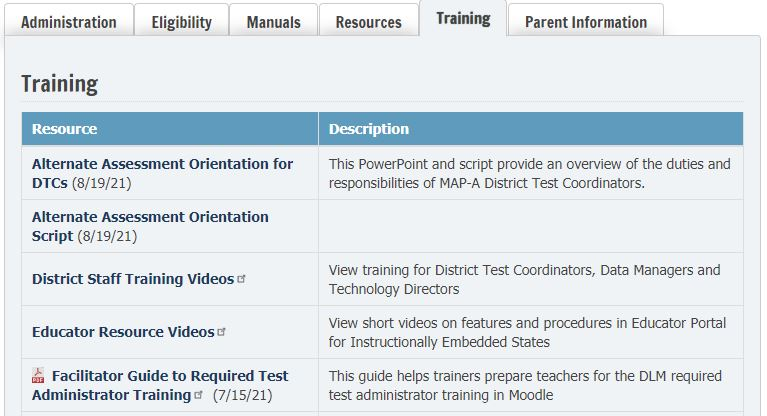 Administration
Eligibility
Manuals
Resources
Training
Parent Information
Training
Resource
Description
Alternate Assessment Orientation for
DTCs (8/19/21)
This PowerPoint and script provide an overview of the duties and
responsibilities of MAP-A District Test Coordinators.
Alternate Assessment Orientation
Script (8/19/21)
District Staff Training Videos
View training for District Test Coordinators, Data Managers and
Technology Directors
Educator Resource Videos
View short videos on features and procedures in Educator Portal
for Instructionally Embedded States
Facilitator Guide to Required Test
Administrator Training (7/15/21)
This guide helps trainers prepare teachers for the DLM required
test administrator training in Moodle